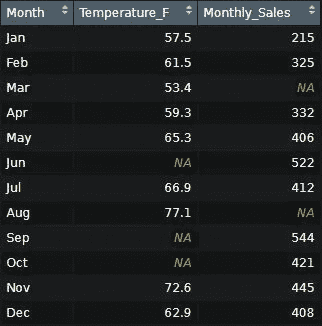 Month Temperature_F Monthly_Sales
Jan 57.5 215
Feb 61.5 325
Mar 53.4 NA
Apr 59.3 332
May 65.3 406
Jun NA 522
Jul 66.9 412
Aug 77.1 NA
Sep NA 544
Oct NA 421
Nov 72.6 445
Dec 62.9 408